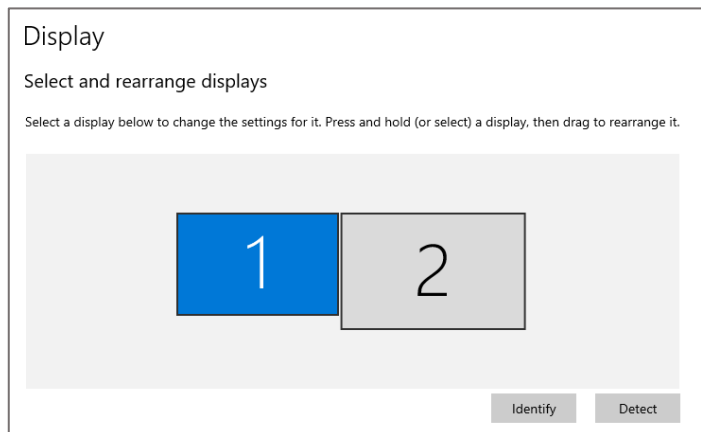 Display
Select and rearrange displays
Select a display below to change the settings for it. Press and hold (or select) a display, then drag to rearrange it.
1 2
Identify Detect